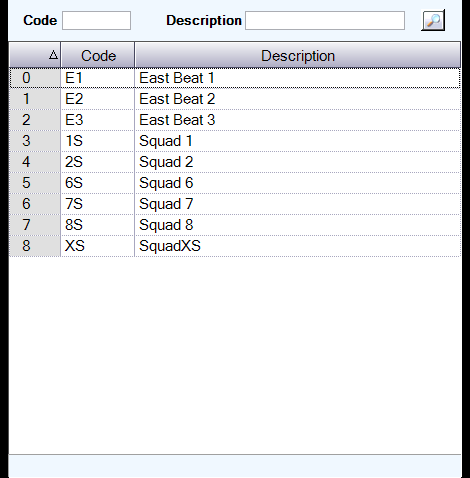 Code Description
Code Description
0 E1 East Beat 1
1 E2 East Beat 2
2 E3 East Beat 3
3 1S Squad 1
4 2S Squad 2
5 6S Squad 6
6 7S Squad 7
7 8S Squad 8
8 XS SquadXS